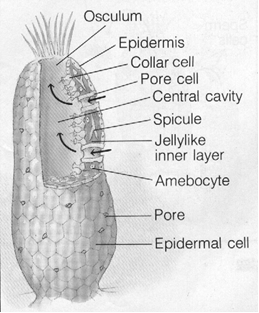 Osculum
Epidermis
Collar cell
Pore cell
Central cavity
Spicule
Jellylike
inner layer
Amebocyte
Pore
Epidermal cell